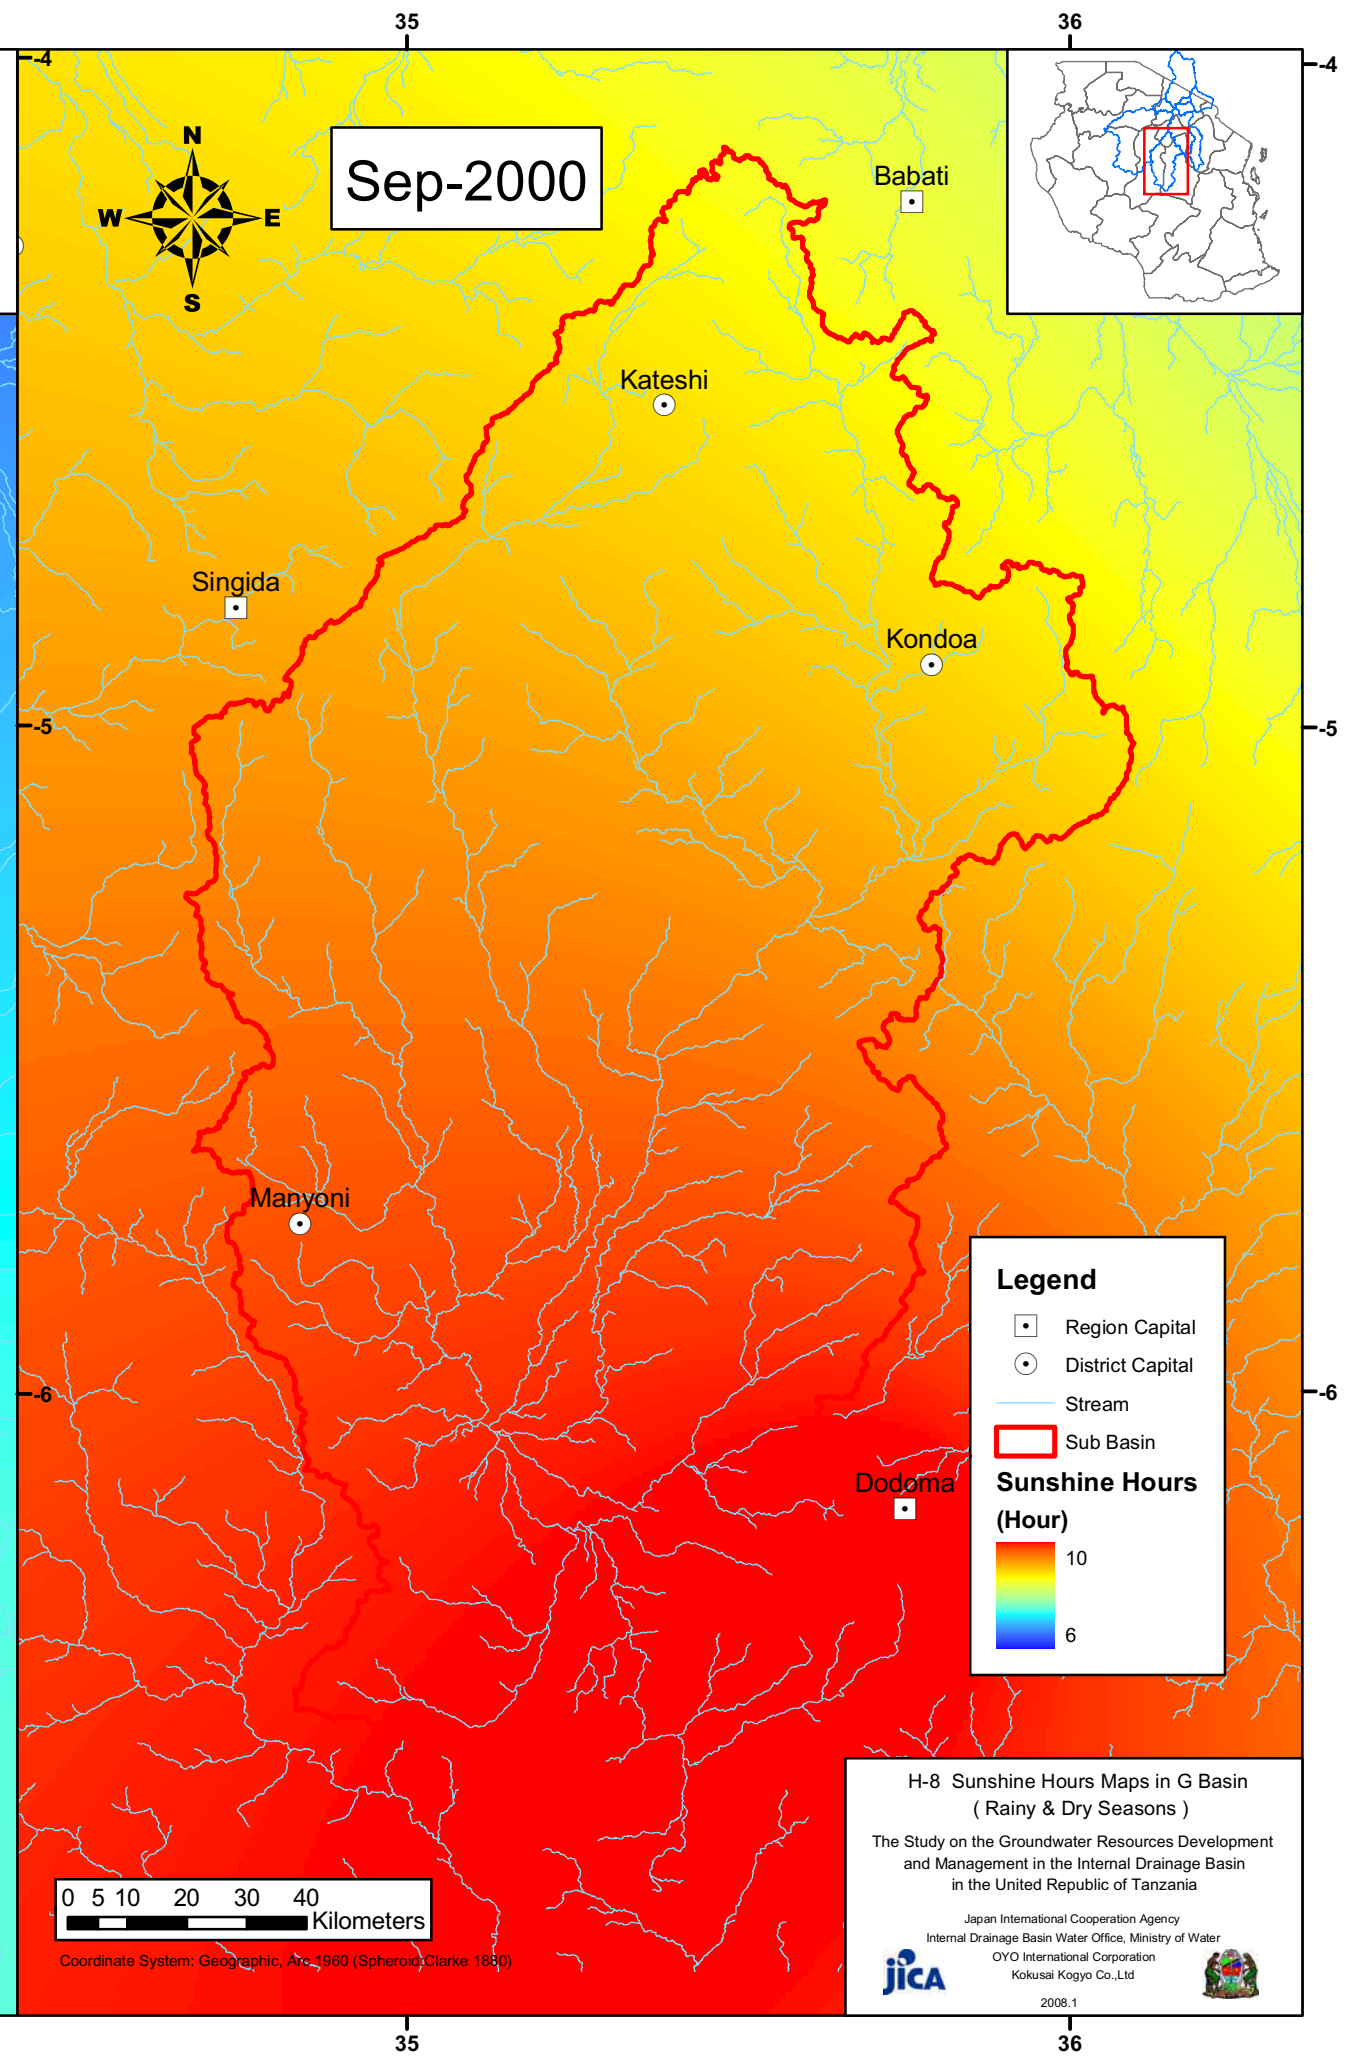 35
36
-4
-4
N
W
E
S
Sep-2000
Babati
Kateshi
Singida
Kondoa
-5
-5
Manyoni
Legend
Region Capital
District Capital
Stream
Sub Basin
Sunshine Hours
(Hour)
10
6
-6
-6
Dodoma
H-8 Sunshine Hours Maps in G Basin
( Rainy & Dry Seasons )
The Study on the Groundwater Resources Development
and Management in the Internal Drainage Basin
in the United Republic of Tanzania
Japan International Cooperation Agency
Internal Drainage Basin Water Office, Ministry of Water
OYO International Corporation
Kokusai Kogyo Co.,Ltd
2008.1
jICA
0 5 10 20 30 40
Kilometers
Coordinate System: Geographic, Arc 1960 (Spheroid:Clarke 1880)
35
36